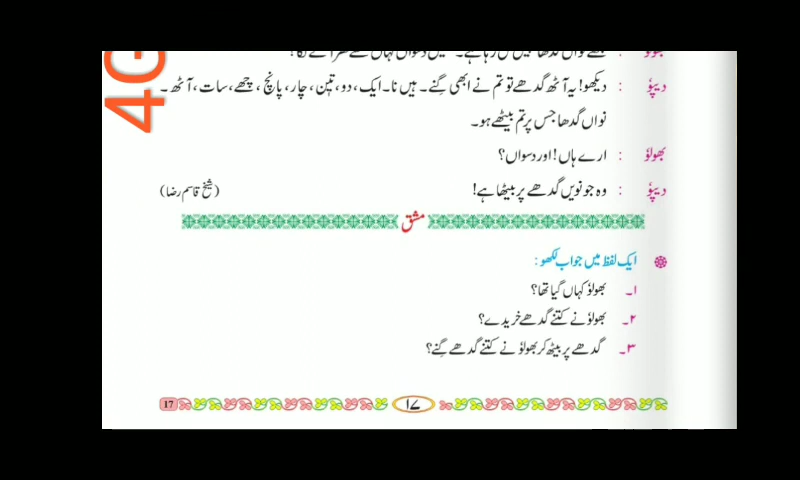 4G
دیپو : دیکھو! یہ آٹھ گدھے تو تم نے ابھی گنے۔ ہیں نا۔ ایک، دو، تین، چار، پانچ، چھے، سات، آٹھ۔
نواں گدھا جس پر تم بیٹھے ہو۔
بھولوٗ : ارے ہاں! اور دسواں؟
دیپوٗ : وہ جو نویں گدھے پر بیٹھا ہے!
(شیخ قاسم رضا)
مشق
ایک لفظ میں جواب لکھو :
۱۔ بھولوٗ کہاں گیا تھا؟
۲۔ بھولوٗ نے کتنے گدھے خریدے؟
۳۔ گدھے پر بیٹھ کر بھولوٗ نے کتنے گدھے گنے؟
۱۷
17